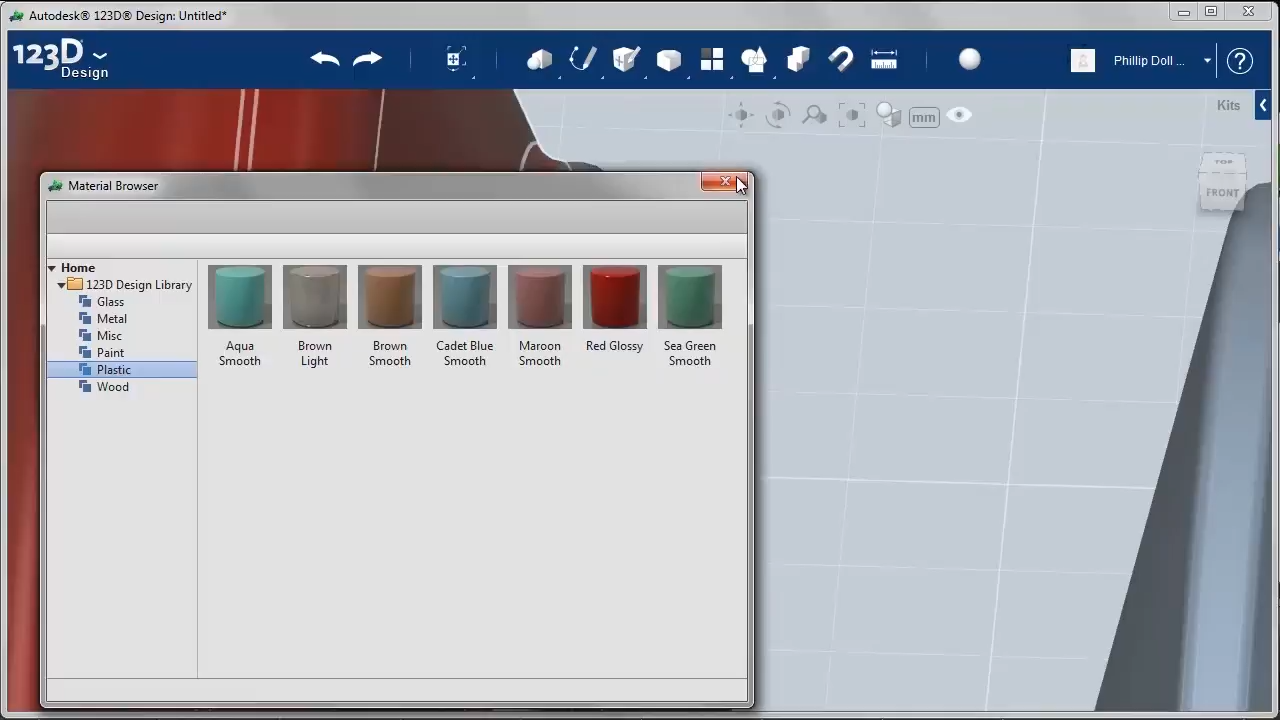 Autodesk® 123D® Design: Untitled*
123D
Design
Phillip Doll ...
?
mm
Kits
TOP
FRONT
Material Browser
Home
123D Design Library
Glass
Metal
Misc
Paint
Plastic
Wood
Aqua Smooth
Brown Light
Brown Smooth
Cadet Blue Smooth
Maroon Smooth
Red Glossy
Sea Green Smooth